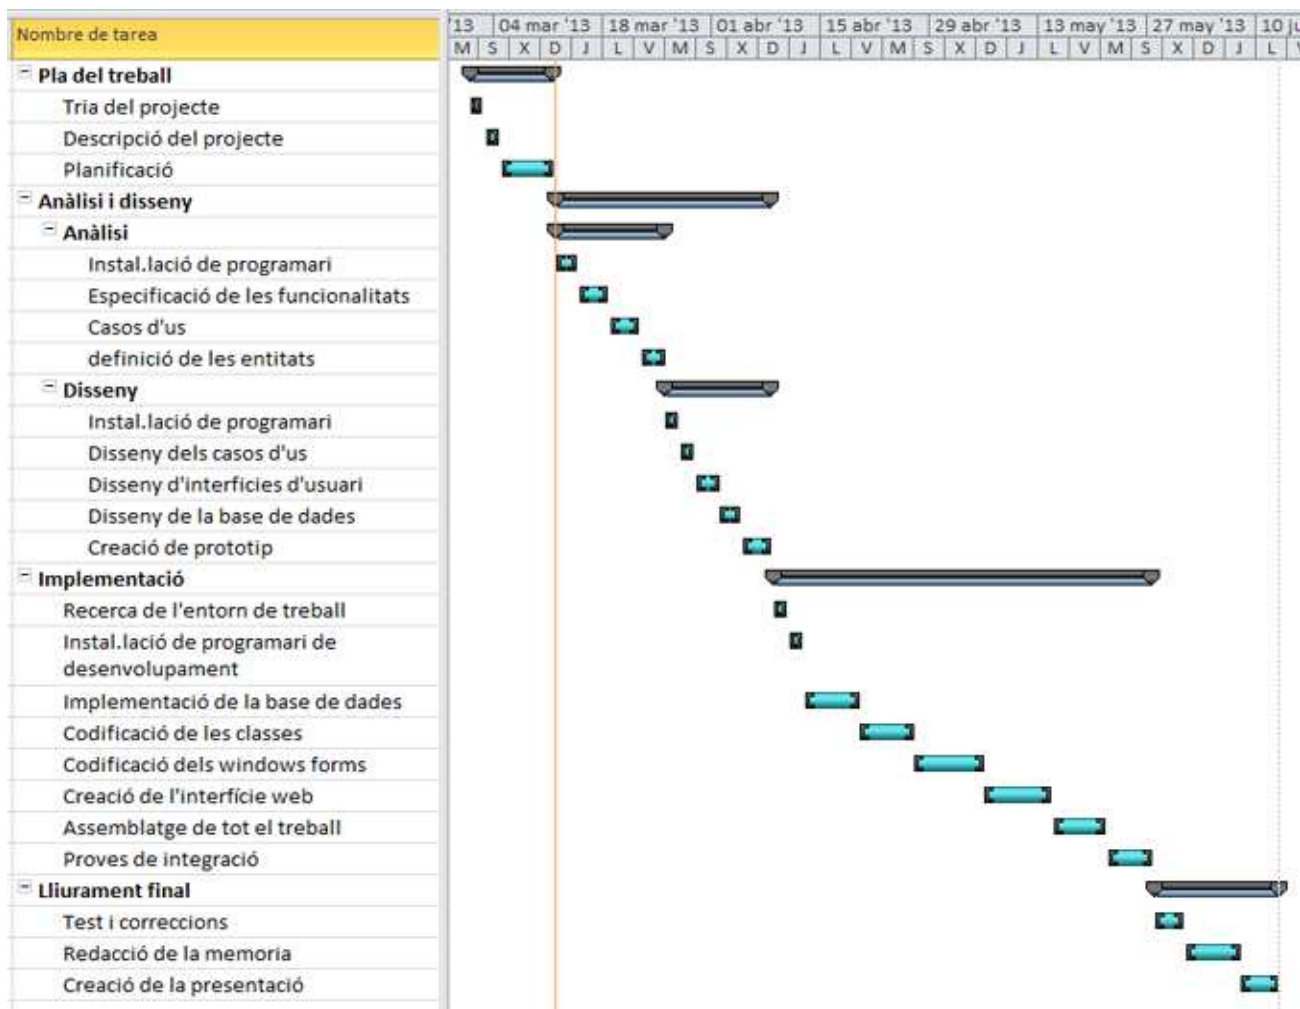 Nombre de tarea
'13 04 mar '13 18 mar '13 01 abr '13 15 abr '13 29 abr '13 13 may '13 27 may '13 10 ju
M S X D J L V M S X D J L V M S X D J L V M S X D J L V
Pla del treball
Tria del projecte
Descripció del projecte
Planificació
Anàlisi i disseny
Anàlisi
Instal.lació de programari
Especificació de les funcionalitats
Casos d'us
definició de les entitats
Disseny
Instal.lació de programari
Disseny dels casos d'us
Disseny d'interficies d'usuari
Disseny de la base de dades
Creació de prototip
Implementació
Recerca de l'entorn de treball
Instal.lació de programari de
desenvolupament
Implementació de la base de dades
Codificació de les classes
Codificació dels windows forms
Creació de l'interfície web
Assemblatge de tot el treball
Proves de integració
Lliurament final
Test i correccions
Redacció de la memoria
Creació de la presentació